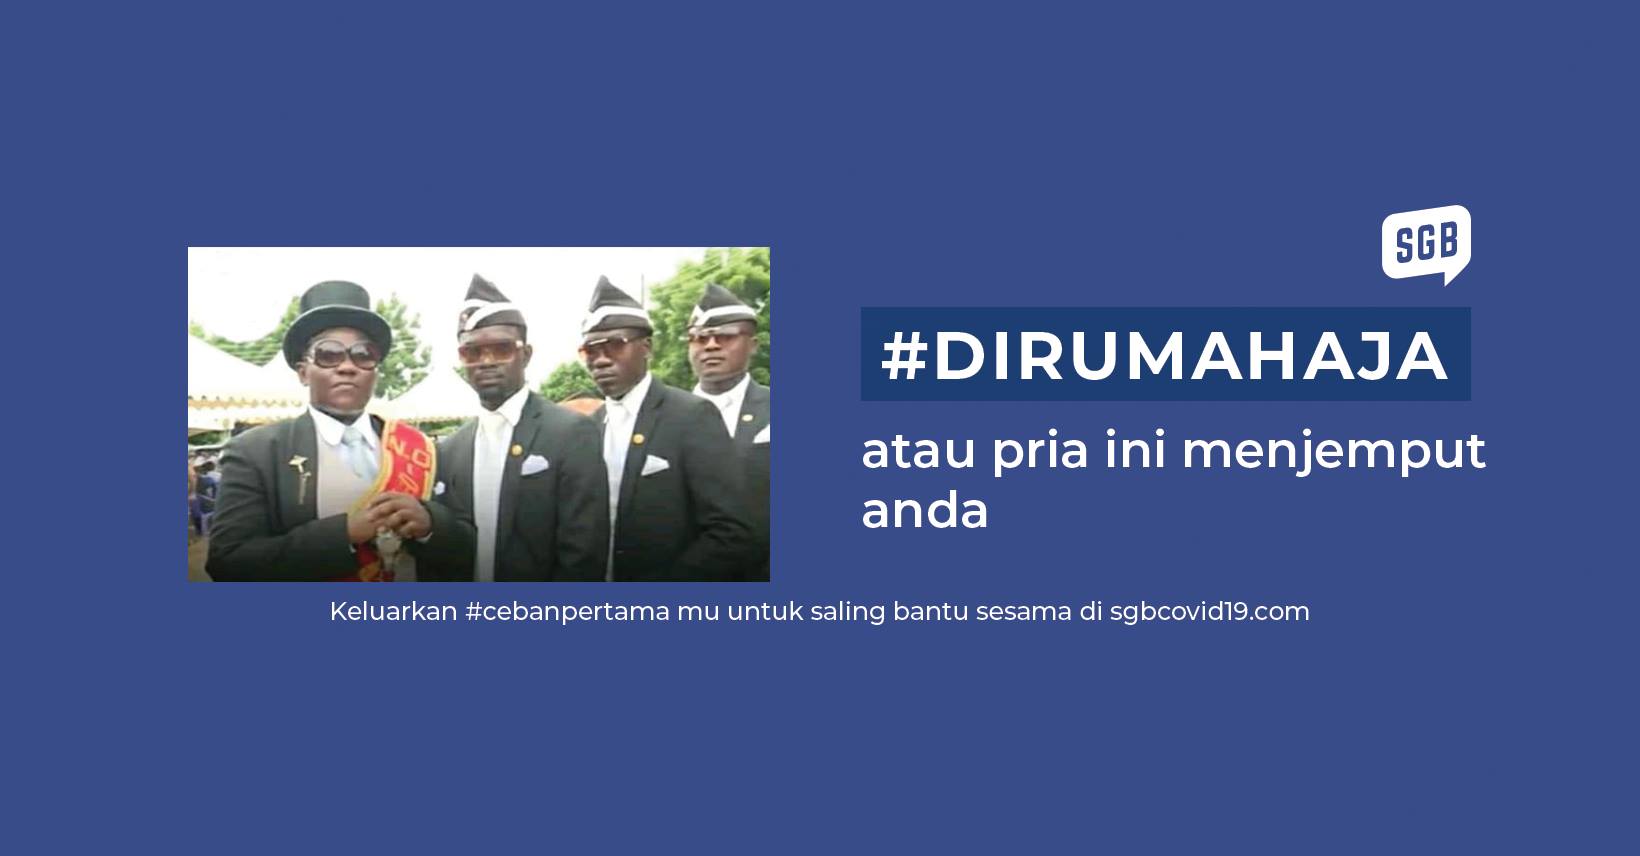 SGB
#DIRUMAHAJA
atau pria ini menjemput
anda
Keluarkan #cebanpertama mu untuk saling bantu sesama di sgbcovid19.com